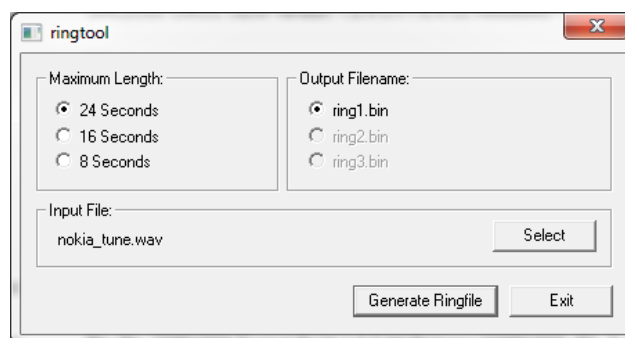 ringtool
Maximum Length:
24 Seconds
16 Seconds
8 Seconds
Output Filename:
ring1.bin
ring2.bin
ring3.bin
Input File:
nokia_tune.wav
Select
Generate Ringfile
Exit